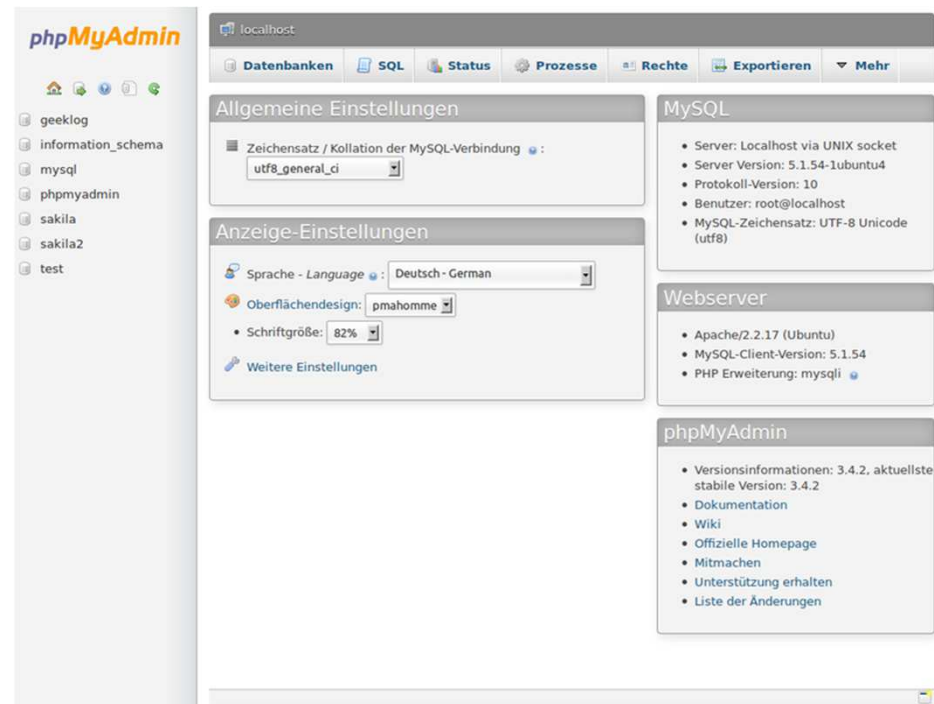 phpMyAdmin
geeklog
information_schema
mysql
phpmyadmin
sakila
sakila2
test
localhost
Datenbanken SQL Status Prozesse Rechte Exportieren Mehr
Allgemeine Einstellungen
Zeichensatz / Kollation der MySQL-Verbindung :
utf8_general_ci
Anzeige-Einstellungen
Sprache - Language : Deutsch - German
Oberflächendesign: pmahomme
Schriftgröße: 82%
Weitere Einstellungen
MySQL
Server: Localhost via UNIX socket
Server Version: 5.1.54-1ubuntu4
Protokoll-Version: 10
Benutzer: root@localhost
MySQL-Zeichensatz: UTF-8 Unicode
(utf8)
Webserver
Apache/2.2.17 (Ubuntu)
MySQL-Client-Version: 5.1.54
PHP Erweiterung: mysqli
phpMyAdmin
Versionsinformationen: 3.4.2, aktuellste
stabile Version: 3.4.2
Dokumentation
Wiki
Offizielle Homepage
Mitmachen
Unterstützung erhalten
Liste der Änderungen